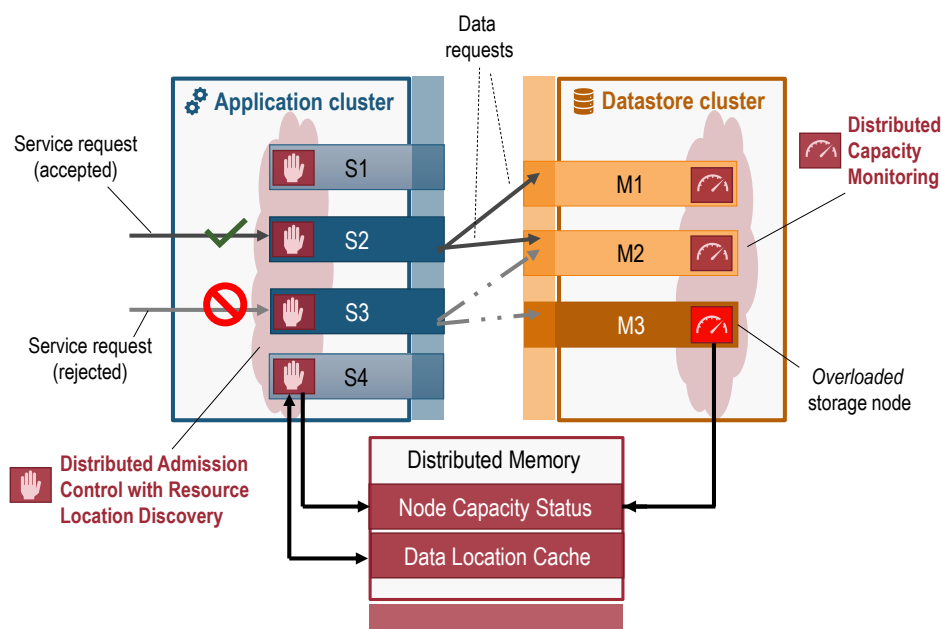 Data
requests
Application cluster
Datastore cluster
Service request
(accepted)
Distributed
Capacity
Monitoring
S1
M1
S2
M2
S3
M3
Service request
(rejected)
S4
Overloaded
storage node
Distributed Memory
Distributed Admission
Control with Resource
Location Discovery
Node Capacity Status
Data Location Cache